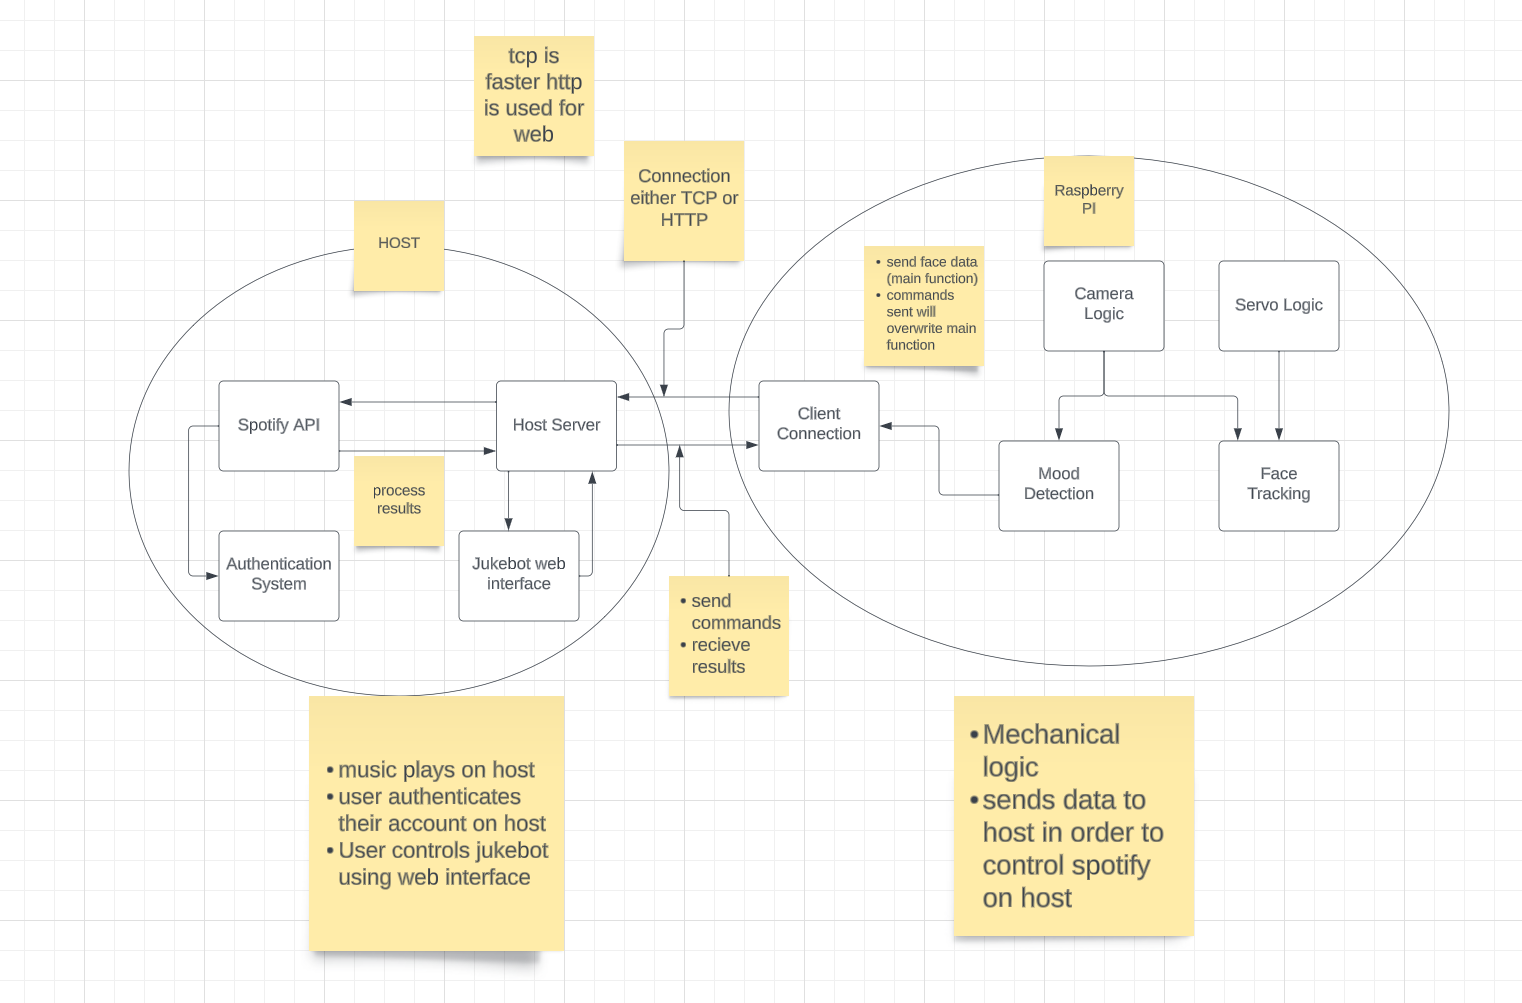 tcp is
faster http
is used for
web
Connection
either TCP or
HTTP
Raspberry
PI
HOST
• send face data
(main function)
• commands
sent will
overwrite main
function
Camera
Logic
Servo Logic
Spotify API
Host Server
Client
Connection
Mood
Detection
Face
Tracking
process
results
Authentication
System
Jukebot web
interface
• send
commands
• recieve
results
• music plays on host
• user authenticates
their account on host
• User controls jukebot
using web interface
• Mechanical
logic
• sends data to
host in order to
control spotify
on host